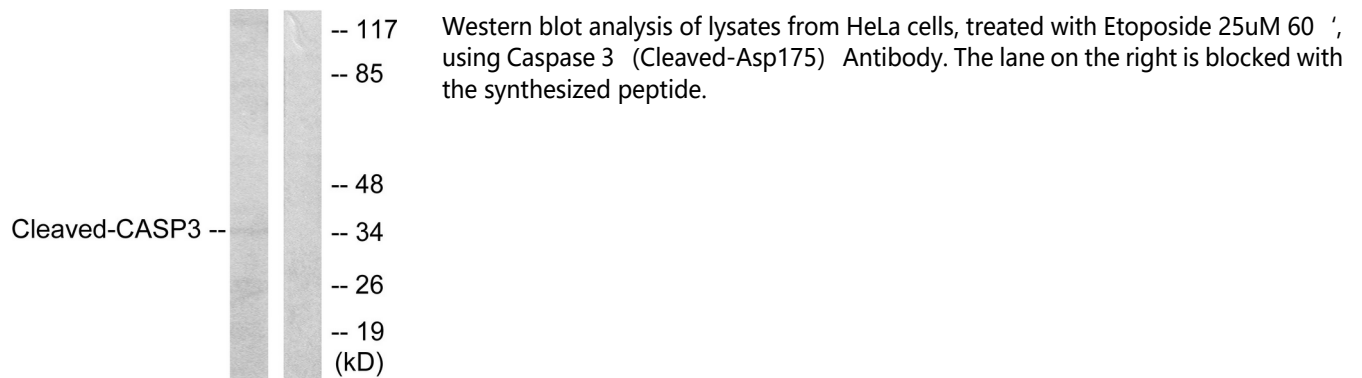 Western blot analysis of lysates from HeLa cells, treated with Etoposide 25uM 60 ‘,
using Caspase 3 (Cleaved-Asp175) Antibody. The lane on the right is blocked with
the synthesized peptide.
-- 117
-- 85
-- 48
Cleaved-CASP3 --
-- 34
-- 26
-- 19
(kD)